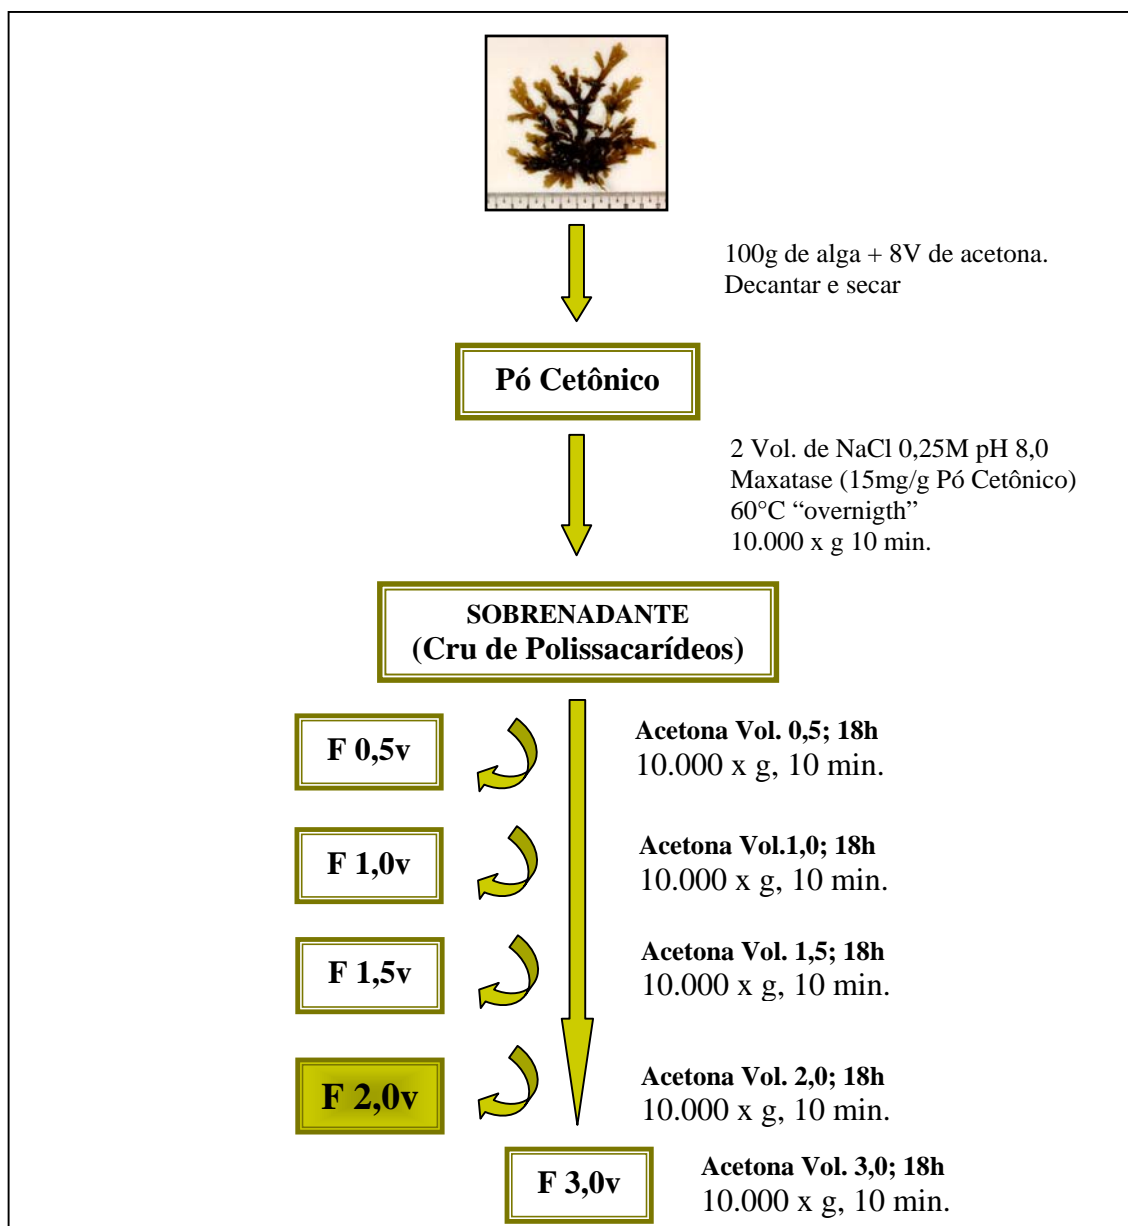 100g de alga + 8V de acetona.
Decantar e secar
Pó Cetônico
2 Vol. de NaCl 0,25M pH 8,0
Maxatase (15mg/g Pó Cetônico)
60°C “overnigth”
10.000 x g 10 min.
SOBRENADANTE
(Cru de Polissacarídeos)
F 0,5v
Acetona Vol. 0,5; 18h
10.000 x g, 10 min.
F 1,0v
Acetona Vol.1,0; 18h
10.000 x g, 10 min.
F 1,5v
Acetona Vol. 1,5; 18h
10.000 x g, 10 min.
F 2,0v
Acetona Vol. 2,0; 18h
10.000 x g, 10 min.
F 3,0v
Acetona Vol. 3,0; 18h
10.000 x g, 10 min.